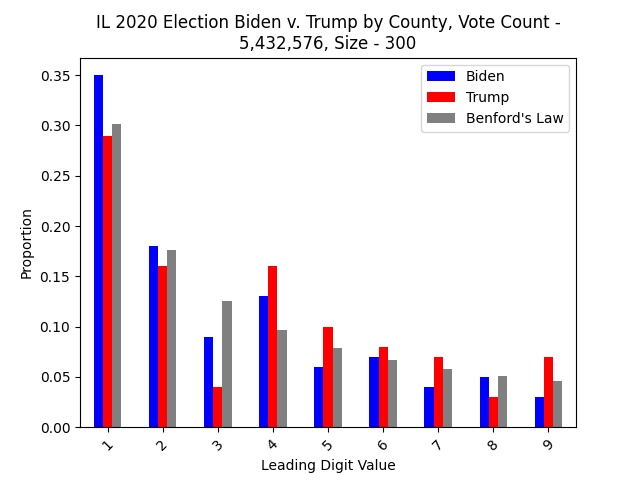 IL 2020 Election Biden v. Trump by County, Vote Count -
5,432,576, Size - 300
Biden
Trump
Benford's Law
0.35
0.30
0.25
0.20
0.15
0.10
0.05
0.00
Proportion
1 2 3 4 5 6 7 8 9
Leading Digit Value